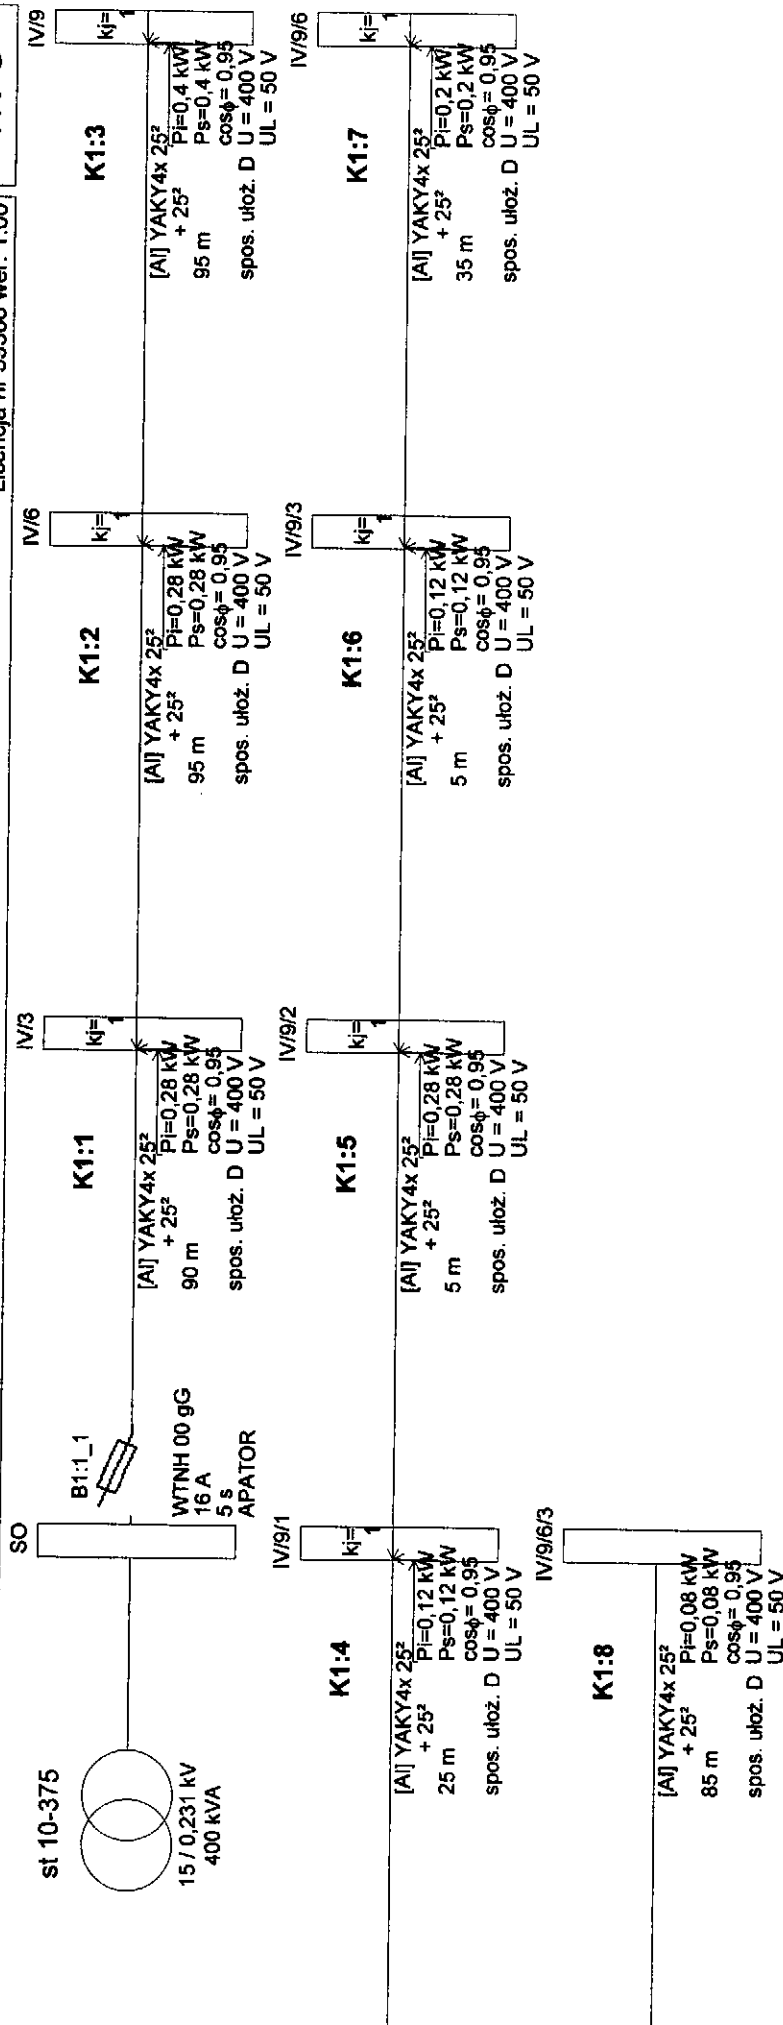 st 10-375
15 / 0,231 kV
400 kVA
SO
B1:1_1
WTNH 00 gG
16 A
5 s
APATOR
K1:1
[Al] YAKY4x 25²
+ 25²
90 m
spos. ułoż. D
IV/3
kj=
1
Pi=0,28 kW
Ps=0,28 kW
cosϕ= 0,95
U = 400 V
UL = 50 V
K1:2
[Al] YAKY4x 25²
+ 25²
95 m
spos. ułoż. D
IV/6
kj=
1
Pi=0,28 kW
Ps=0,28 kW
cosϕ= 0,95
U = 400 V
UL = 50 V
K1:3
[Al] YAKY4x 25²
+ 25²
95 m
spos. ułoż. D
IV/9
kj=
1
Pi=0,4 kW
Ps=0,4 kW
cosϕ= 0,95
U = 400 V
UL = 50 V
K1:4
[Al] YAKY4x 25²
+ 25²
25 m
spos. ułoż. D
IV/9/1
kj=
1
Pi=0,12 kW
Ps=0,12 kW
cosϕ= 0,95
U = 400 V
UL = 50 V
K1:5
[Al] YAKY4x 25²
+ 25²
5 m
spos. ułoż. D
IV/9/2
kj=
1
Pi=0,28 kW
Ps=0,28 kW
cosϕ= 0,95
U = 400 V
UL = 50 V
K1:6
[Al] YAKY4x 25²
+ 25²
5 m
spos. ułoż. D
IV/9/3
kj=
1
Pi=0,12 kW
Ps=0,12 kW
cosϕ= 0,95
U = 400 V
UL = 50 V
K1:7
[Al] YAKY4x 25²
+ 25²
35 m
spos. ułoż. D
IV/9/6
kj=
1
Pi=0,2 kW
Ps=0,2 kW
cosϕ= 0,95
U = 400 V
UL = 50 V
K1:8
[Al] YAKY4x 25²
+ 25²
85 m
spos. ułoż. D
IV/9/6/3
Pi=0,08 kW
Ps=0,08 kW
cosϕ= 0,95
U = 400 V
UL = 50 V